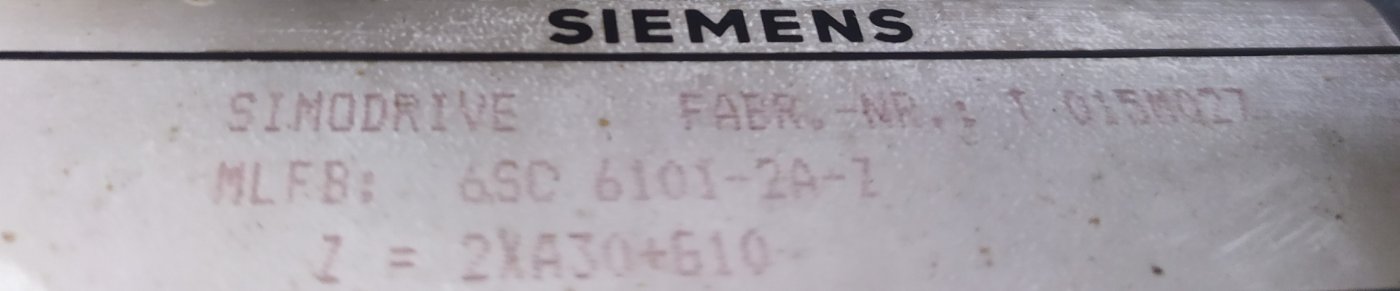 SIEMENS
SIMODRIVE FABR.-NR.: T 015M027
MLFB: 6SC 6101-2A-Z
Z = 2XA30+G10